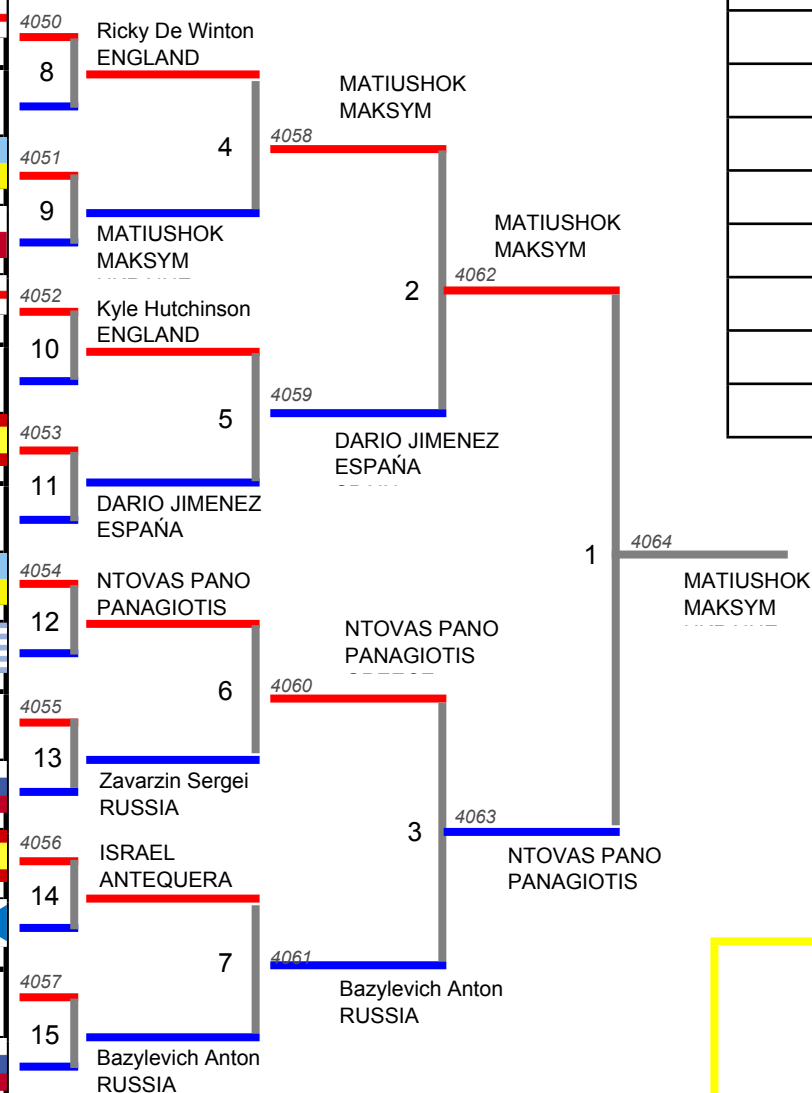 4050
Ricky De Winton
ENGLAND
8
4
4051
9
MATIUSHOK
MAKSYM
4058
MATIUSHOK
MAKSYM
2
4052
Kyle Hutchinson
ENGLAND
10
5
4053
11
DARIO JIMENEZ
ESPAŃA
4059
DARIO JIMENEZ
ESPAŃA
4062
MATIUSHOK
MAKSYM
1
4064
MATIUSHOK
MAKSYM
4054
NTOVAS PANO
PANAGIOTIS
12
6
4055
13
Zavarzin Sergei
RUSSIA
4060
NTOVAS PANO
PANAGIOTIS
3
4056
ISRAEL
ANTEQUERA
14
7
4057
15
Bazylevich Anton
RUSSIA
4061
Bazylevich Anton
RUSSIA
4063
NTOVAS PANO
PANAGIOTIS